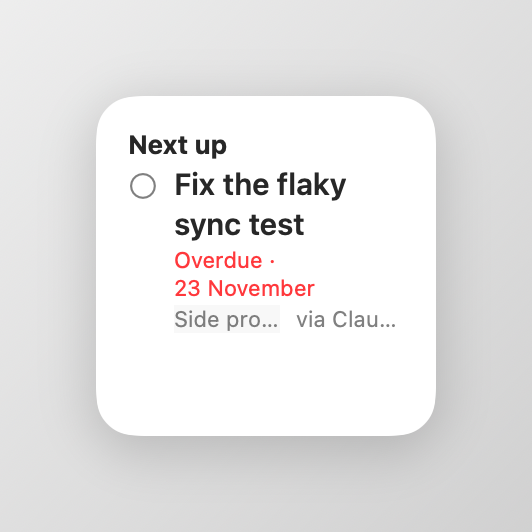 Next up
Fix the flaky
sync test
Overdue ·
23 November
Side pro... via Clau...